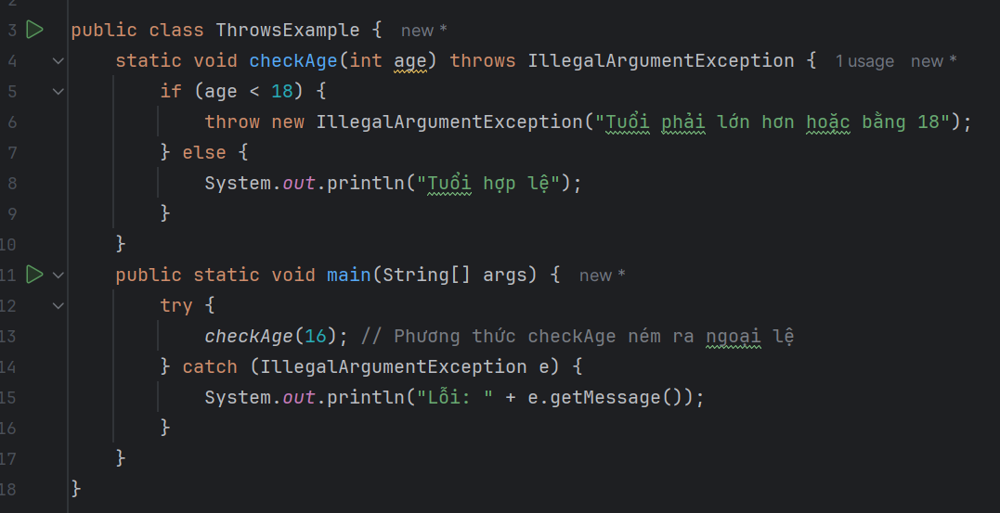 2
3 public class ThrowsExample { new *
4 static void checkAge(int age) throws IllegalArgumentException { 1 usage new *
5 if (age < 18) {
6 throw new IllegalArgumentException("Tuổi phải lớn hơn hoặc bằng 18");
7 } else {
8 System.out.println("Tuổi hợp lệ");
9 }
10 }
11 public static void main(String[] args) { new *
12 try {
13 checkAge(16); // Phương thức checkAge ném ra ngoại lệ
14 } catch (IllegalArgumentException e) {
15 System.out.println("Lỗi: " + e.getMessage());
16 }
17 }
18 }